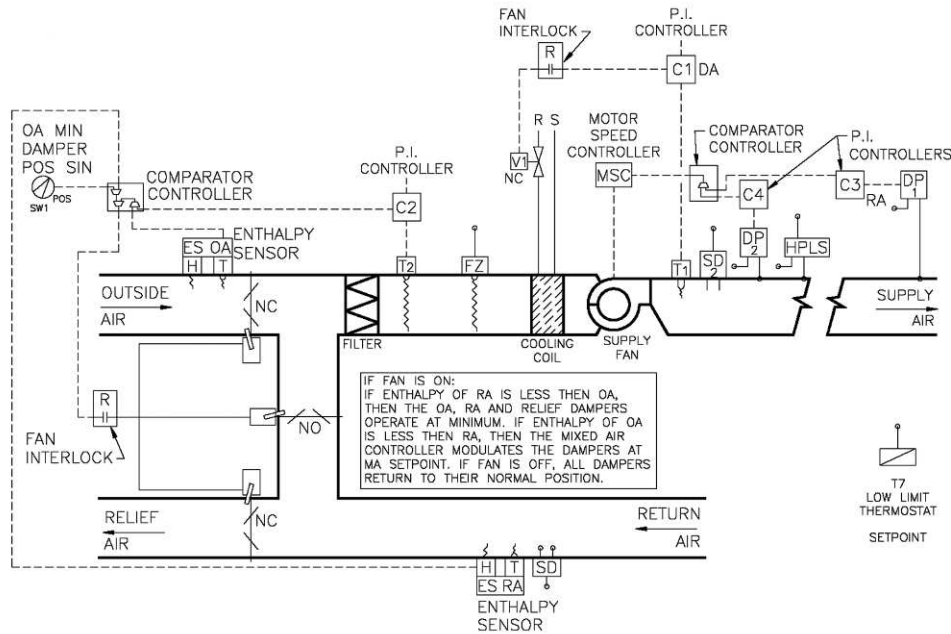 FAN
INTERLOCK
R
P.I.
CONTROLLER
C1 DA
OA MIN
DAMPER
POS SIN
SW1
POS
COMPARATOR
CONTROLLER
P.I.
CONTROLLER
C2
R S
V1
NC
MOTOR
SPEED
CONTROLLER
MSC
COMPARATOR
CONTROLLER
P.I.
CONTROLLERS
C4
C3
RA
DP
1
DP
2
HPLS
ENTHALPY
SENSOR
ES OA
H T
T2
FZ
T1
SD
2
OUTSIDE
AIR
NC
FILTER
COOLING
COIL
SUPPLY
FAN
SUPPLY
AIR
R
FAN
INTERLOCK
NO
IF FAN IS ON:
IF ENTHALPY OF RA IS LESS THEN OA,
THEN THE OA, RA AND RELIEF DAMPERS
OPERATE AT MINIMUM. IF ENTHALPY OF OA
IS LESS THEN RA, THEN THE MIXED AIR
CONTROLLER MODULATES THE DAMPERS AT
MA SETPOINT. IF FAN IS OFF, ALL DAMPERS
RETURN TO THEIR NORMAL POSITION.
T7
LOW LIMIT
THERMOSTAT
SETPOINT
RELIEF
AIR
NC
RETURN
AIR
H T
ES RA
SD
ENTHALPY
SENSOR